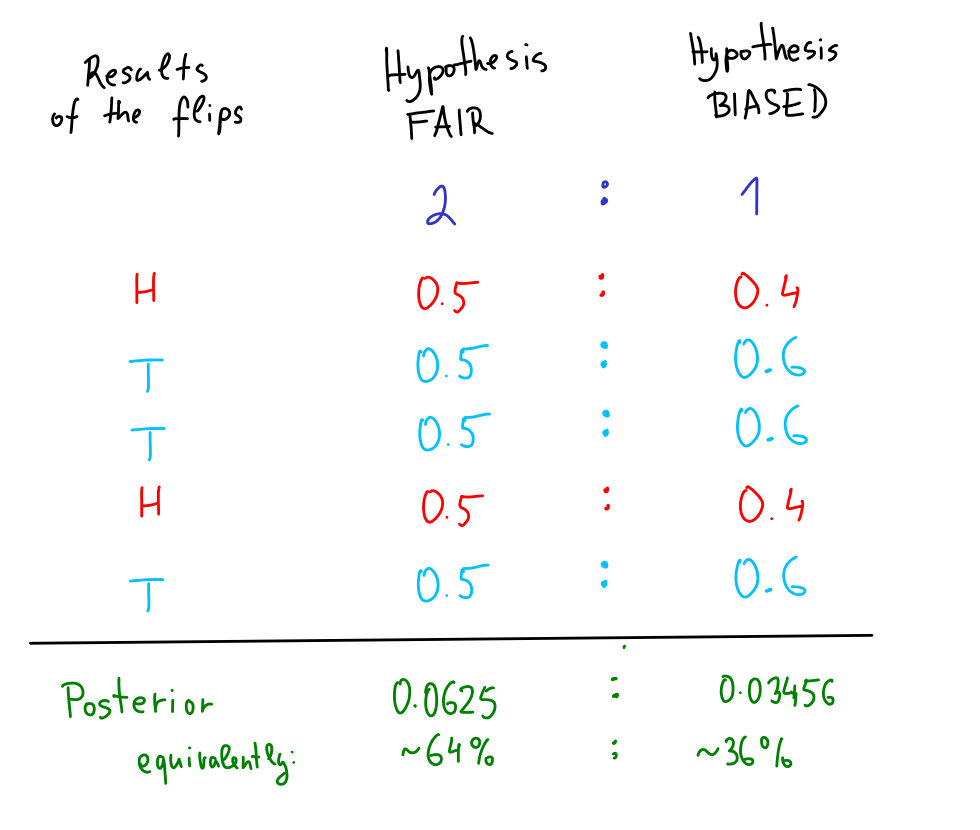 Results of the flips Hypothesis FAIR Hypothesis BIASED
2 : 1
H 0.5 : 0.4
T 0.5 : 0.6
T 0.5 : 0.6
H 0.5 : 0.4
T 0.5 : 0.6
Posterior 0.0625 : 0.03456
equivalently: ~64% : ~36%